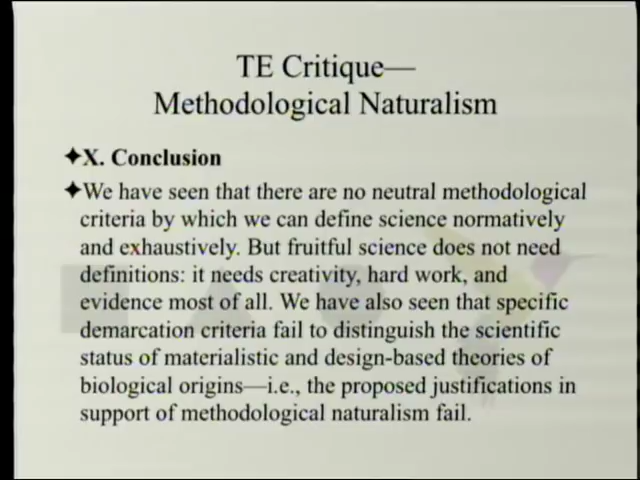 TE Critique—
Methodological Naturalism
✦X. Conclusion
✦We have seen that there are no neutral methodological
criteria by which we can define science normatively
and exhaustively. But fruitful science does not need
definitions: it needs creativity, hard work, and
evidence most of all. We have also seen that specific
demarcation criteria fail to distinguish the scientific
status of materialistic and design-based theories of
biological origins—i.e., the proposed justifications in
support of methodological naturalism fail.